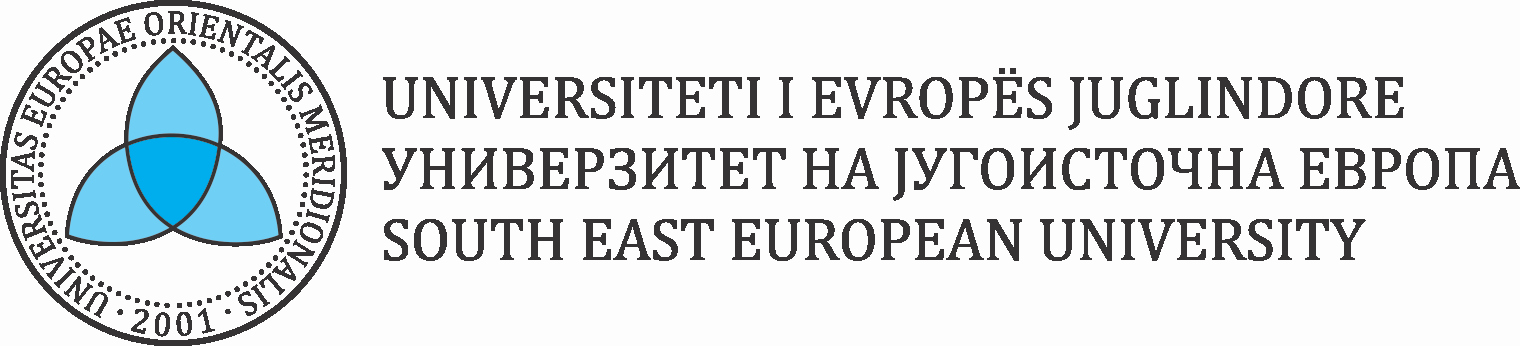 UNIVERSITAS EUROPAE ORIENTALIS MERIDIONALIS
· 2001 ·
UNIVERSITETI I EVROPËS JUGLINDORE
УНИВЕРЗИТЕТ НА ЈУГОИСТОЧНА ЕВРОПА
SOUTH EAST EUROPEAN UNIVERSITY